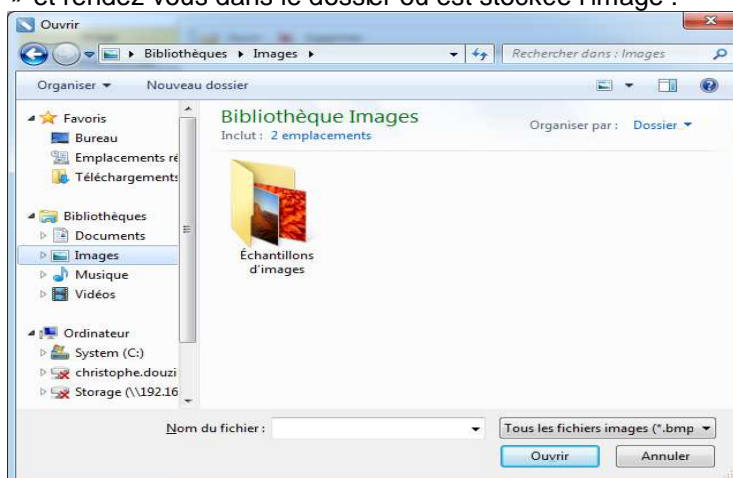 » et rendez-vous dans le dossier où est stockée l'image :
Ouvrir
Bibliothèques Images
Rechercher dans : Images
Organiser Nouveau dossier
Favoris
Bureau
Emplacements ré
Téléchargements
Bibliothèques
Documents
Images
Musique
Vidéos
Ordinateur
System (C:)
christophe.douzi
Storage (\\192.16
Bibliothèque Images
Inclut : 2 emplacements
Organiser par : Dossier
Échantillons
d'images
Nom du fichier :
Tous les fichiers images (*.bmp
Ouvrir Annuler